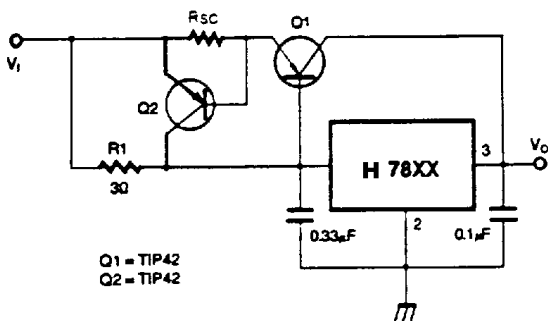 RSC
Q1
VI
Q2
R1
3Ω
H 78XX
3
VO
0.33µF
2
0.1µF
Q1 = TIP42
Q2 = TIP42